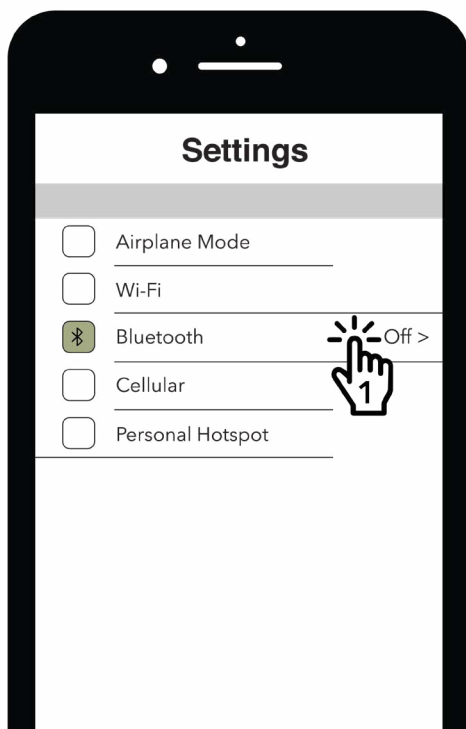 Settings
Airplane Mode
Wi-Fi
Bluetooth Off >
Cellular
1
Personal Hotspot